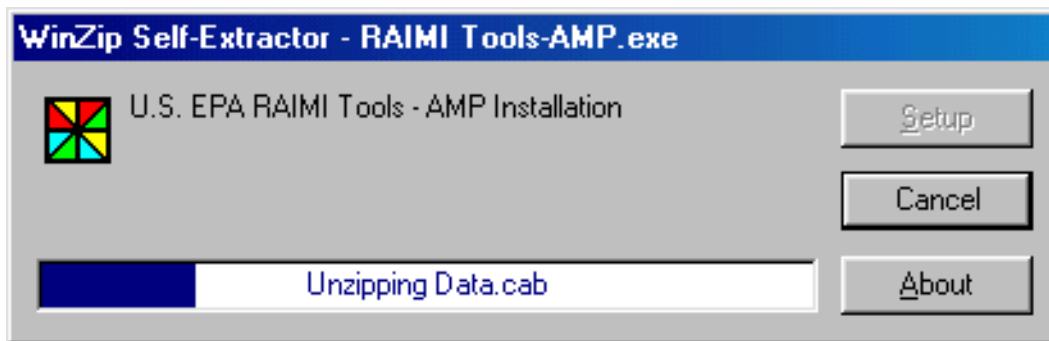 WinZip Self-Extractor - RAIMI Tools-AMP.exe
U.S. EPA RAIMI Tools - AMP Installation
Setup
Cancel
Unzipping Data.cab
About